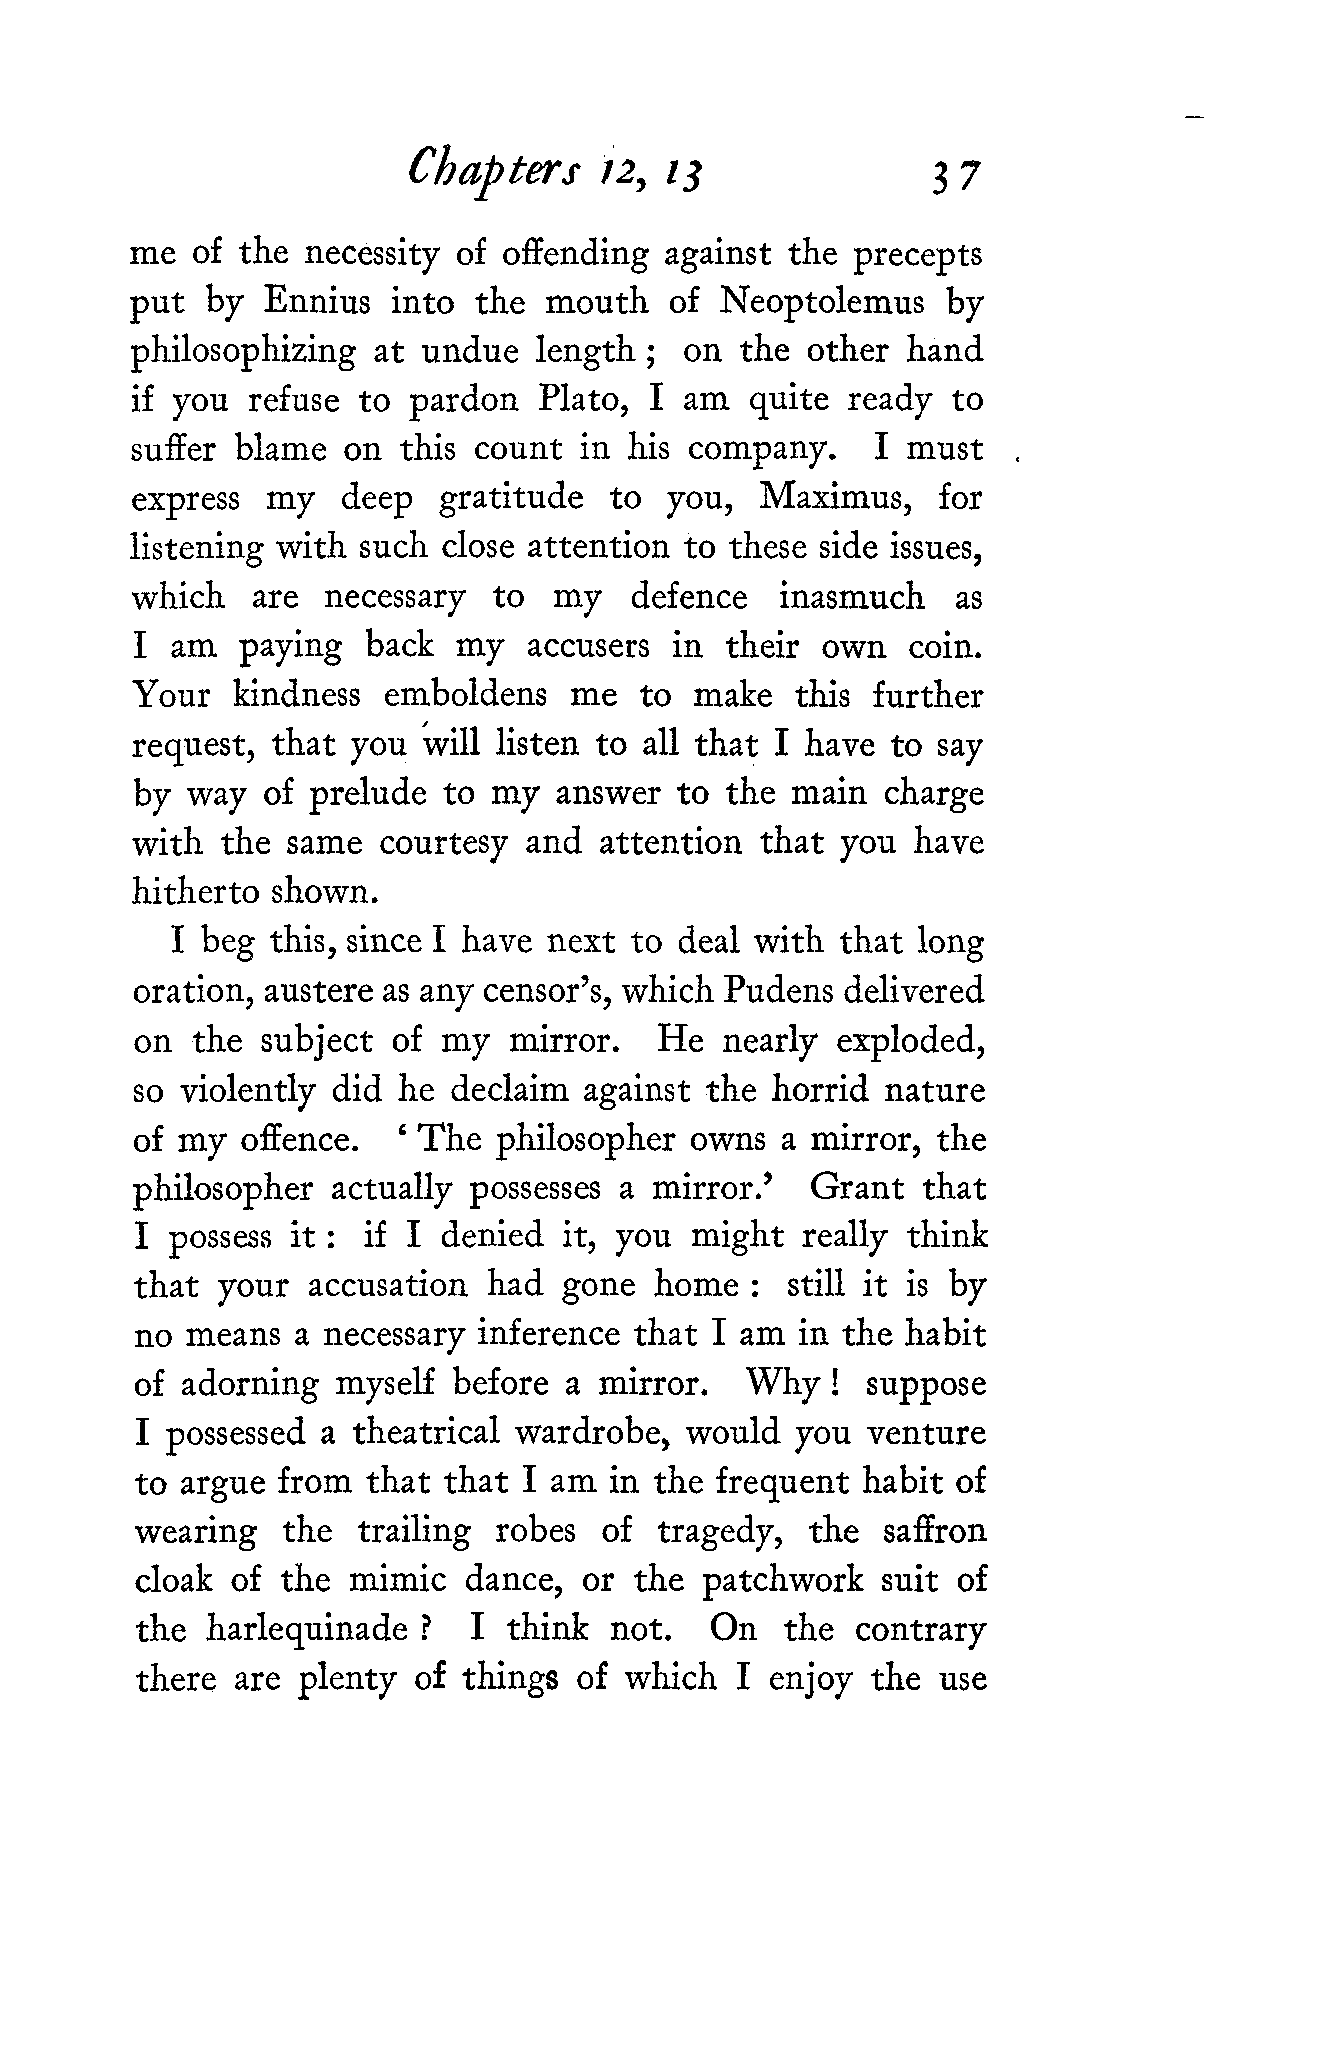 Chapters 12, 13 37
me of the necessity of offending against the precepts
put by Ennius into the mouth of Neoptolemus by
philosophizing at undue length ; on the other hand
if you refuse to pardon Plato, I am quite ready to
suffer blame on this count in his company. I must
express my deep gratitude to you, Maximus, for
listening with such close attention to these side issues,
which are necessary to my defence inasmuch as
I am paying back my accusers in their own coin.
Your kindness emboldens me to make this further
request, that you will listen to all that I have to say
by way of prelude to my answer to the main charge
with the same courtesy and attention that you have
hitherto shown.
I beg this, since I have next to deal with that long
oration, austere as any censor's, which Pudens delivered
on the subject of my mirror. He nearly exploded,
so violently did he declaim against the horrid nature
of my offence. ‘ The philosopher owns a mirror, the
philosopher actually possesses a mirror.’ Grant that
I possess it : if I denied it, you might really think
that your accusation had gone home : still it is by
no means a necessary inference that I am in the habit
of adorning myself before a mirror. Why ! suppose
I possessed a theatrical wardrobe, would you venture
to argue from that that I am in the frequent habit of
wearing the trailing robes of tragedy, the saffron
cloak of the mimic dance, or the patchwork suit of
the harlequinade ? I think not. On the contrary
there are plenty of things of which I enjoy the use